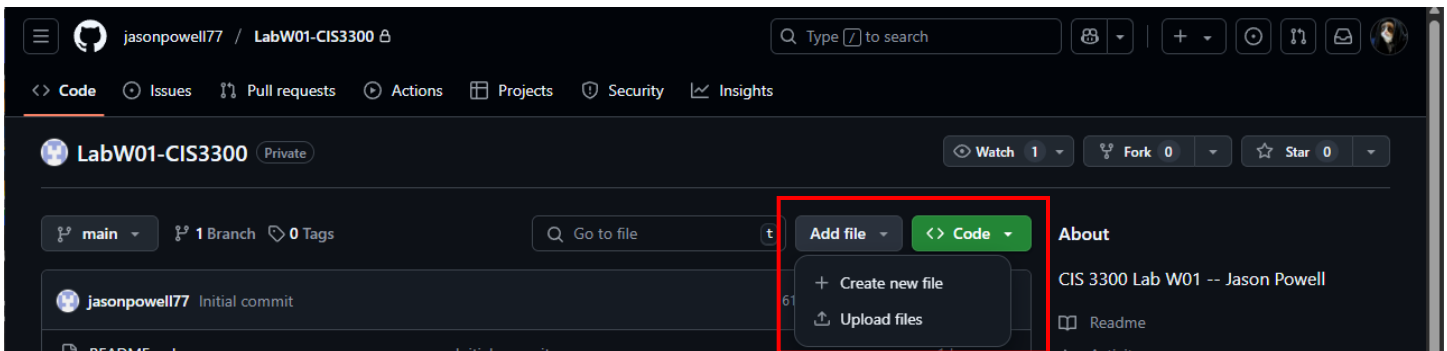 jasonpowell77 / LabW01-CIS3300
Type / to search
Code Issues Pull requests Actions Projects Security Insights
LabW01-CIS3300 Private
Watch 1 Fork 0 Star 0
main 1 Branch 0 Tags Go to file t Add file Code About
Create new file
Upload files
CIS 3300 Lab W01 -- Jason Powell
jasonpowell77 Initial commit 61
Readme